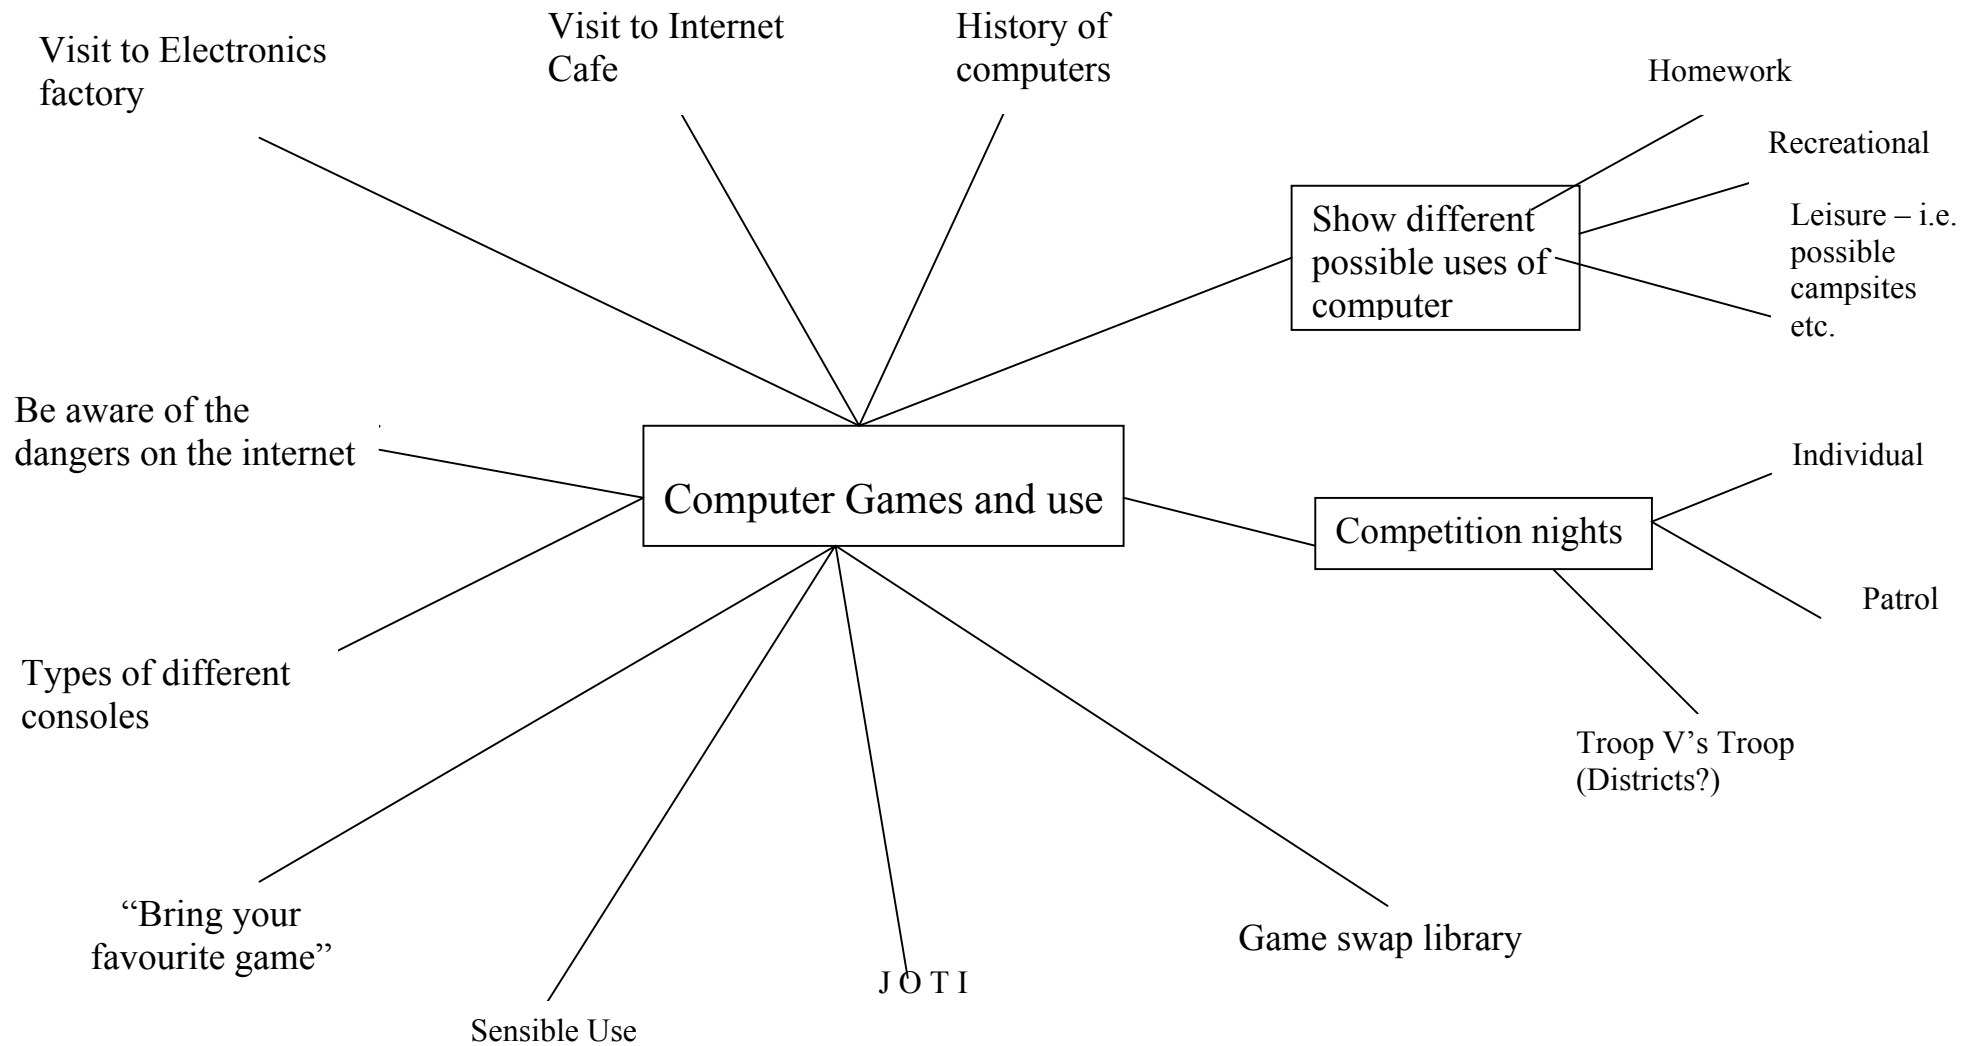 Visit to Electronics
factory
Visit to Internet
Cafe
History of
computers
Homework
Recreational
Leisure – i.e.
possible
campsites
etc.
Show different
possible uses of
computer
Be aware of the
dangers on the internet
Computer Games and use
Competition nights
Individual
Patrol
Troop V’s Troop
(Districts?)
Types of different
consoles
“Bring your
favourite game”
Sensible Use
J O T I
Game swap library